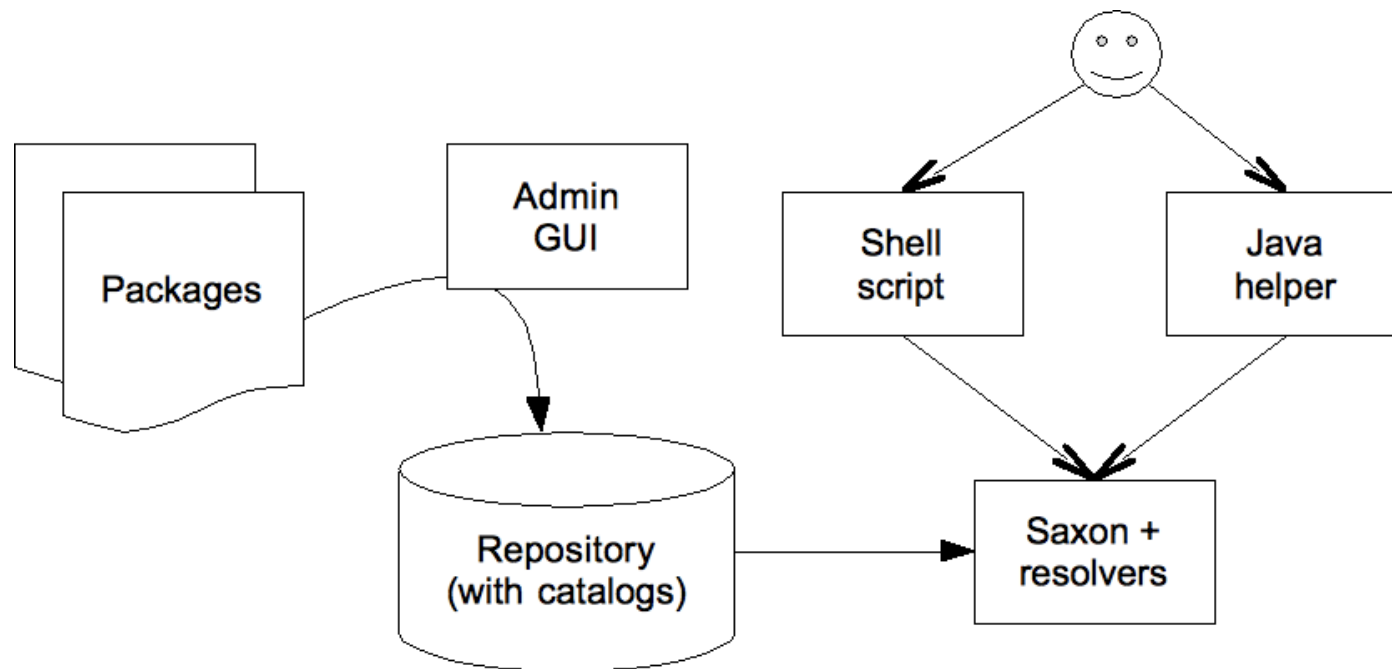 Packages
Admin
GUI
Shell
script
Java
helper
Repository
(with catalogs)
Saxon +
resolvers